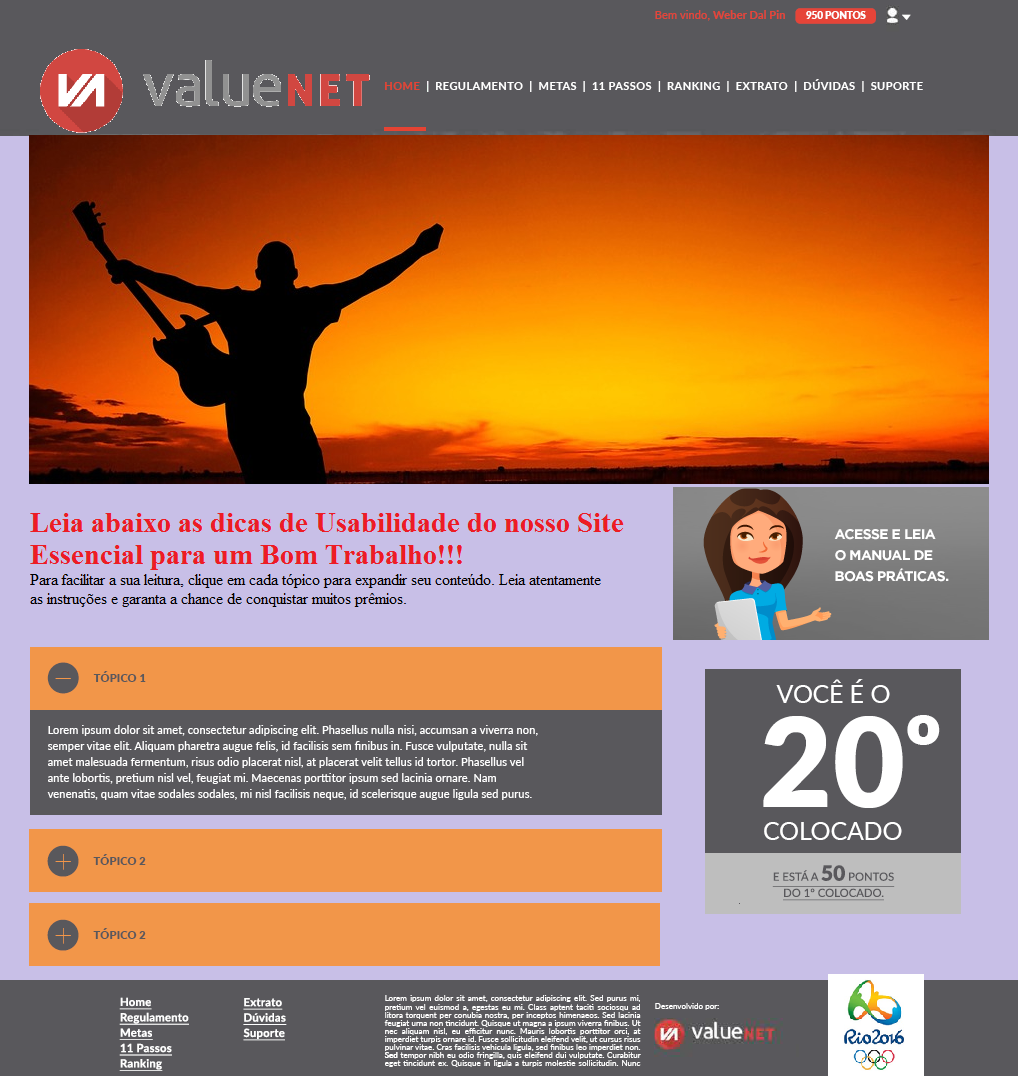 Bem vindo, Weber Dal Pin 950 PONTOS
valueNET
HOME | REGULAMENTO | METAS | 11 PASSOS | RANKING | EXTRATO | DÚVIDAS | SUPORTE
Leia abaixo as dicas de Usabilidade do nosso Site
Essencial para um Bom Trabalho!!!
Para facilitar a sua leitura, clique em cada tópico para expandir seu conteúdo. Leia atentamente
as instruções e garanta a chance de conquistar muitos prêmios.
ACESSE E LEIA
O MANUAL DE
BOAS PRÁTICAS.
TÓPICO 1
Lorem ipsum dolor sit amet, consectetur adipiscing elit. Phasellus nulla nisi, accumsan a viverra non,
semper vitae elit. Aliquam pharetra augue felis, id facilisis sem finibus in. Fusce vulputate, nulla sit
amet malesuada fermentum, risus odio placerat nisl, at placerat velit tellus id tortor. Phasellus vel
ante lobortis, pretium nisl vel, feugiat mi. Maecenas porttitor ipsum sed lacinia ornare. Nam
venenatis, quam vitae sodales sodales, mi nisl facilisis neque, id scelerisque augue ligula sed purus.
TÓPICO 2
TÓPICO 2
VOCÊ É O
20º
COLOCADO
E ESTÁ A 50 PONTOS
DO 1º COLOCADO.
Home
Regulamento
Metas
11 Passos
Ranking
Extrato
Dúvidas
Suporte
Lorem ipsum dolor sit amet, consectetur adipiscing elit. Sed purus mi,
pretium vel euismod a, egestas eu mi. Class aptent taciti sociosqu ad
litora torquent per conubia nostra, per inceptos himenaeos. Sed lacinia
feugiat urna non tincidunt. Quisque ut magna a ipsum viverra finibus. Ut
nec aliquam nisl, eu efficitur nunc. Mauris lobortis porttitor orci, at
imperdiet turpis ornare id. Fusce sollicitudin eleifend velit, ut cursus risus
pulvinar vitae. Cras facilisis vehicula ligula, sed finibus leo imperdiet non.
Sed tempor nibh eu odio fringilla, quis eleifend dui vulputate. Curabitur
eget tincidunt ex. Quisque in ligula a turpis molestie sollicitudin. Nunc
Desenvolvido por:
valueNET
Rio2016